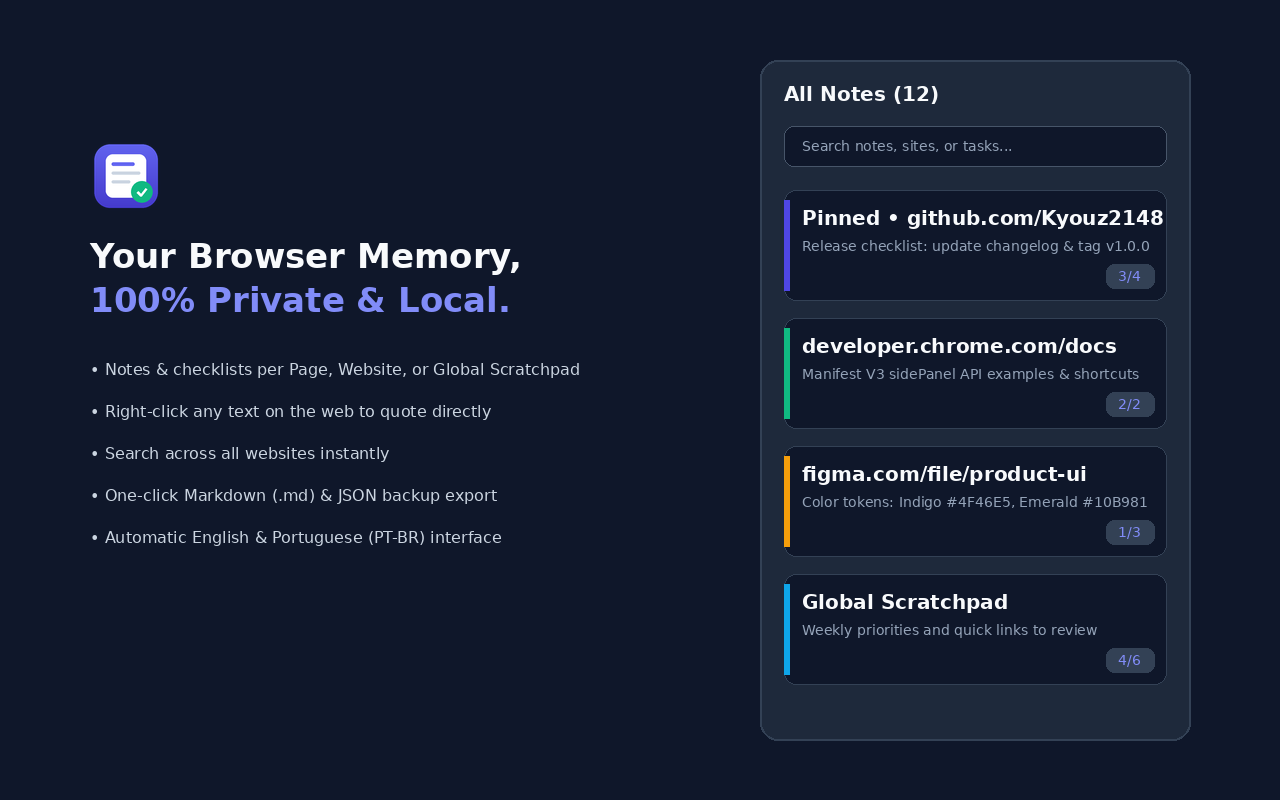 Your Browser Memory,
100% Private & Local.
• Notes & checklists per Page, Website, or Global Scratchpad
• Right-click any text on the web to quote directly
• Search across all websites instantly
• One-click Markdown (.md) & JSON backup export
• Automatic English & Portuguese (PT-BR) interface
All Notes (12)
Search notes, sites, or tasks...
Pinned • github.com/Kyouz2148
Release checklist: update changelog & tag v1.0.0
3/4
developer.chrome.com/docs
Manifest V3 sidePanel API examples & shortcuts
2/2
figma.com/file/product-ui
Color tokens: Indigo #4F46E5, Emerald #10B981
1/3
Global Scratchpad
Weekly priorities and quick links to review
4/6